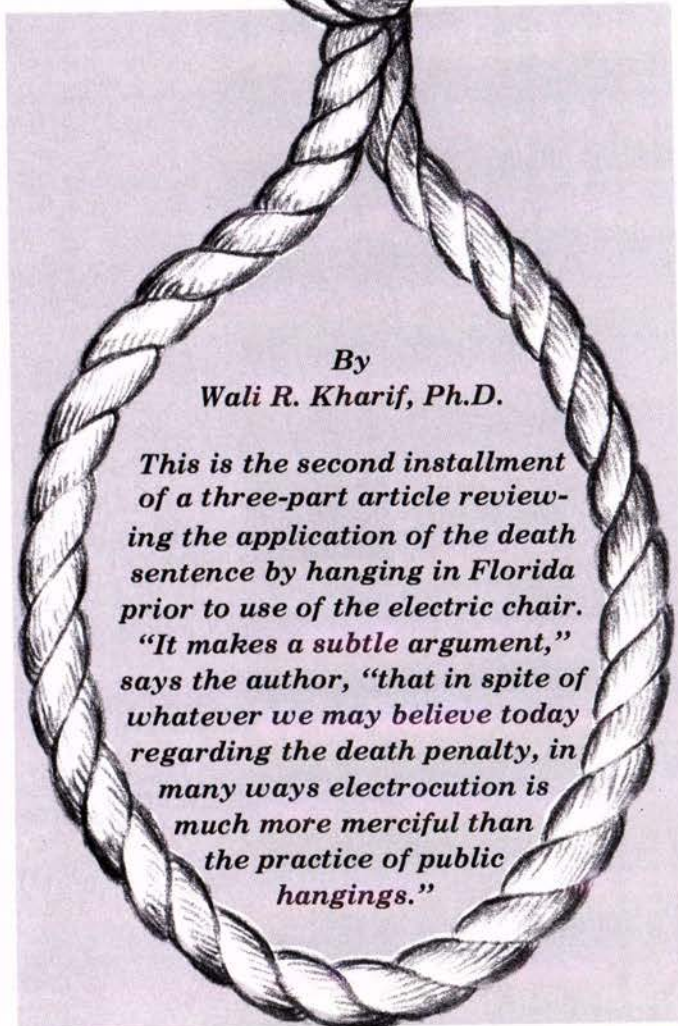 By
Wali R. Kharif, Ph.D.
This is the second installment
of a three-part article review-
ing the application of the death
sentence by hanging in Florida
prior to use of the electric chair.
“It makes a subtle argument,”
says the author, “that in spite of
whatever we may believe today
regarding the death penalty, in
many ways electrocution is
much more merciful than
the practice of public
hangings.”